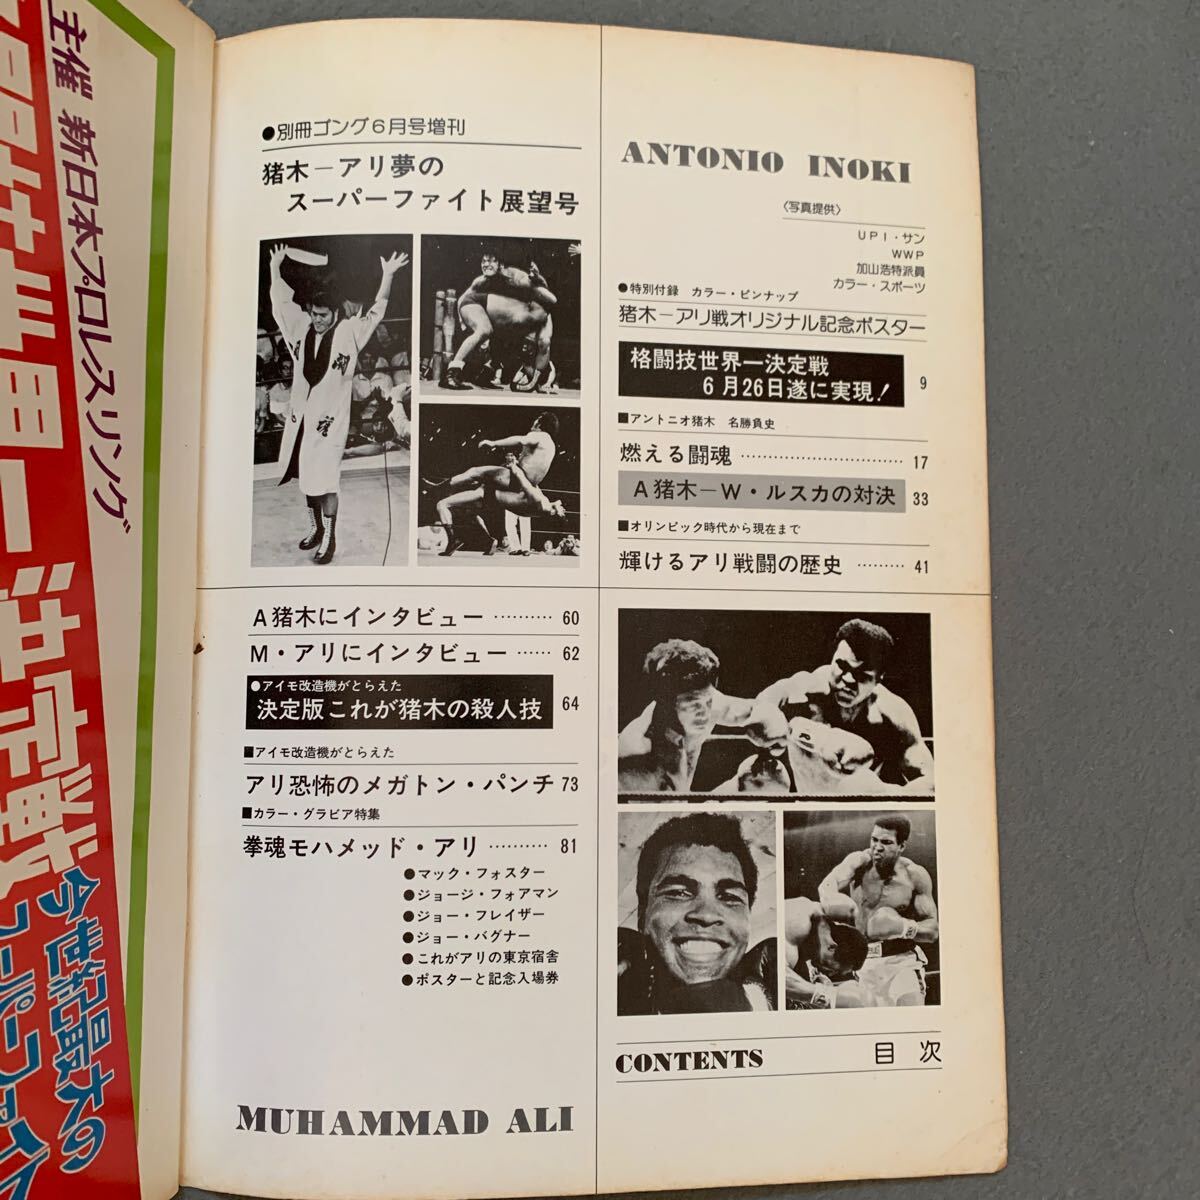 主催 新日本プロレスリング
今世紀最大の
スーパーファイト
●別冊ゴング6月号増刊
猪木−アリ夢の
スーパーファイト展望号
ANTONIO INOKI
〈写真提供〉
UPI・サン
WWP
加山浩特派員
カラー・スポーツ
●特別付録 カラー・ピンナップ
猪木−アリ戦オリジナル記念ポスター
格闘技世界一決定戦
6月26日遂に実現! 9
■アントニオ猪木 名勝負史
燃える闘魂 ………………………… 17
A猪木−W・ルスカの対決 33
■オリンピック時代から現在まで
輝けるアリ戦闘の歴史 ……… 41
A猪木にインタビュー ………… 60
M・アリにインタビュー …… 62
●アイモ改造機がとらえた
決定版これが猪木の殺人技 64
■アイモ改造機がとらえた
アリ恐怖のメガトン・パンチ 73
■カラー・グラビア特集
拳魂モハメッド・アリ ………… 81
●マック・フォスター
●ジョージ・フォアマン
●ジョー・フレイザー
●ジョー・バグナー
●これがアリの東京宿舎
●ポスターと記念入場券
CONTENTS 目次
MUHAMMAD ALI